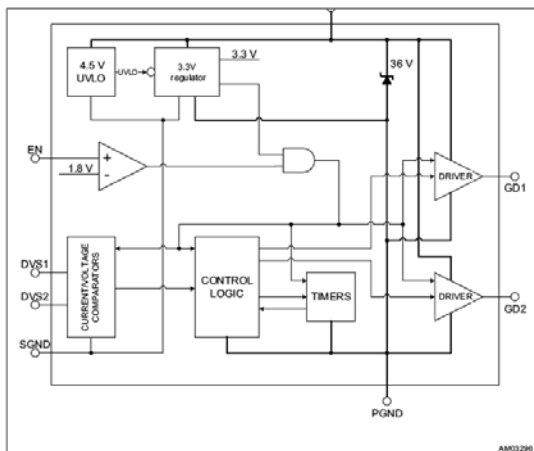 4.5 V
UVLO
UVLO
3.3V
regulator
3.3 V
36 V
EN
+
1.8 V
-
DRIVER
GD1
DVS1
DVS2
CURRENT/VOLTAGE
COMPARATORS
CONTROL
LOGIC
TIMERS
DRIVER
GD2
SGND
PGND
AM03296